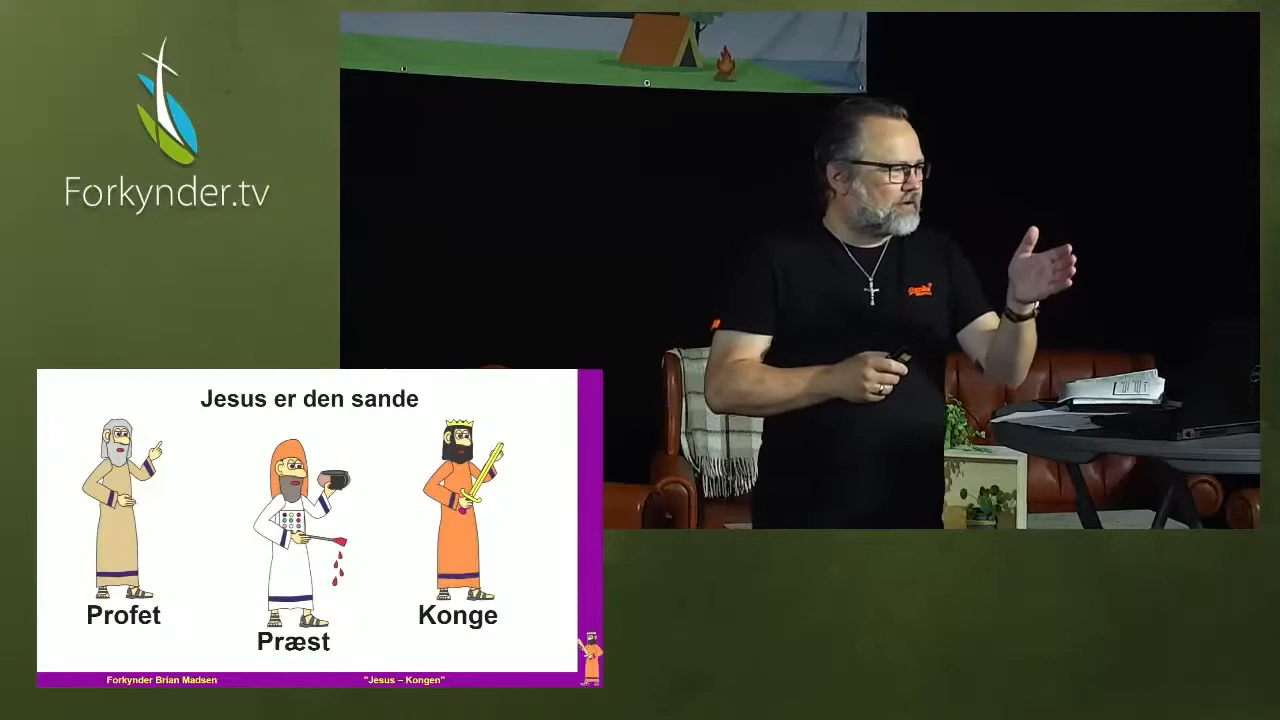 Forkynder.tv
Jesus er den sande
Profet
Præst
Konge
Forkynder Brian Madsen
"Jesus – Kongen"